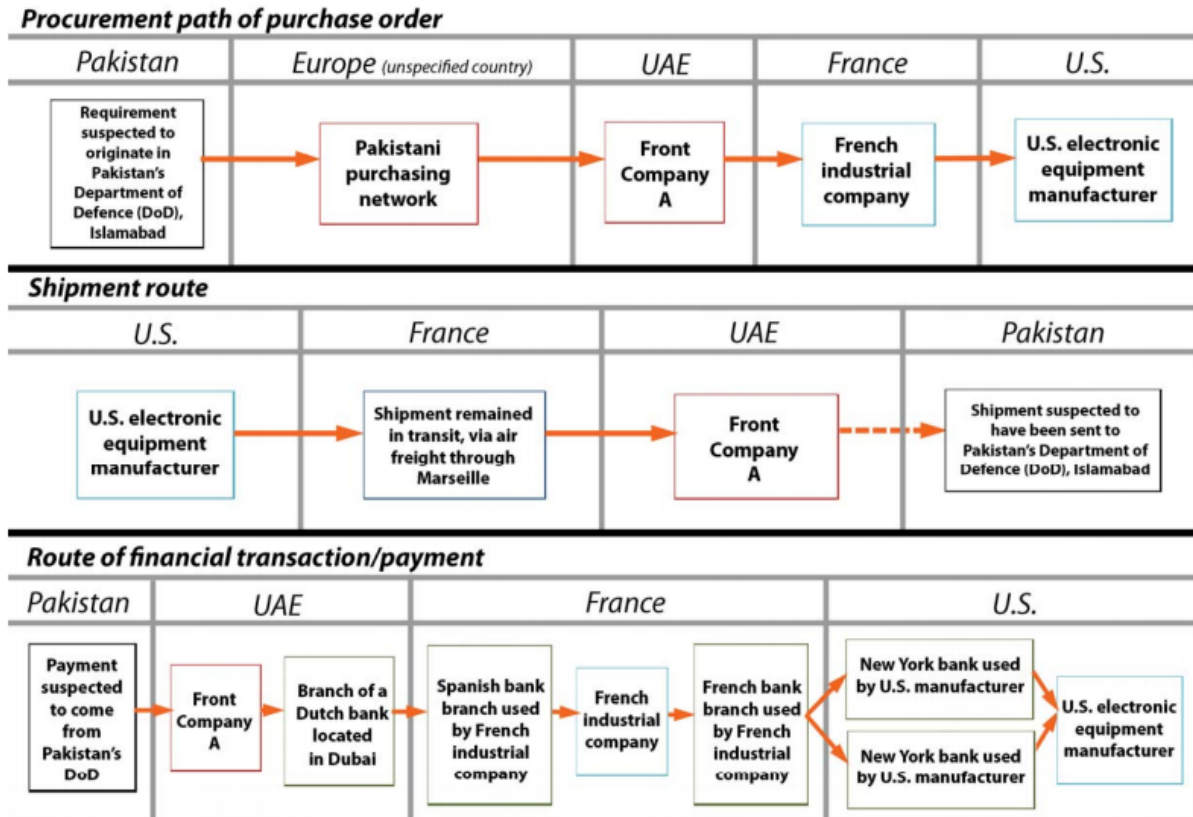 Procurement path of purchase order
Pakistan
Europe (unspecified country)
UAE
France
U.S.
Requirement
suspected to
originate in
Pakistan's
Department of
Defence (DoD),
Islamabad
Pakistani
purchasing
network
Front
Company
A
French
industrial
company
U.S. electronic
equipment
manufacturer
Shipment route
U.S.
France
UAE
Pakistan
U.S. electronic
equipment
manufacturer
Shipment remained
in transit, via air
freight through
Marseille
Front
Company
A
Shipment suspected to
have been sent to
Pakistan's Department of
Defence (DoD), Islamabad
Route of financial transaction/payment
Pakistan
UAE
France
U.S.
Payment
suspected
to come
from
Pakistan's
DoD
Front
Company
A
Branch of a
Dutch bank
located
in Dubai
Spanish bank
branch used
by French
industrial
company
French
industrial
company
French bank
branch used
by French
industrial
company
New York bank used
by U.S. manufacturer
New York bank used
by U.S. manufacturer
U.S. electronic
equipment
manufacturer